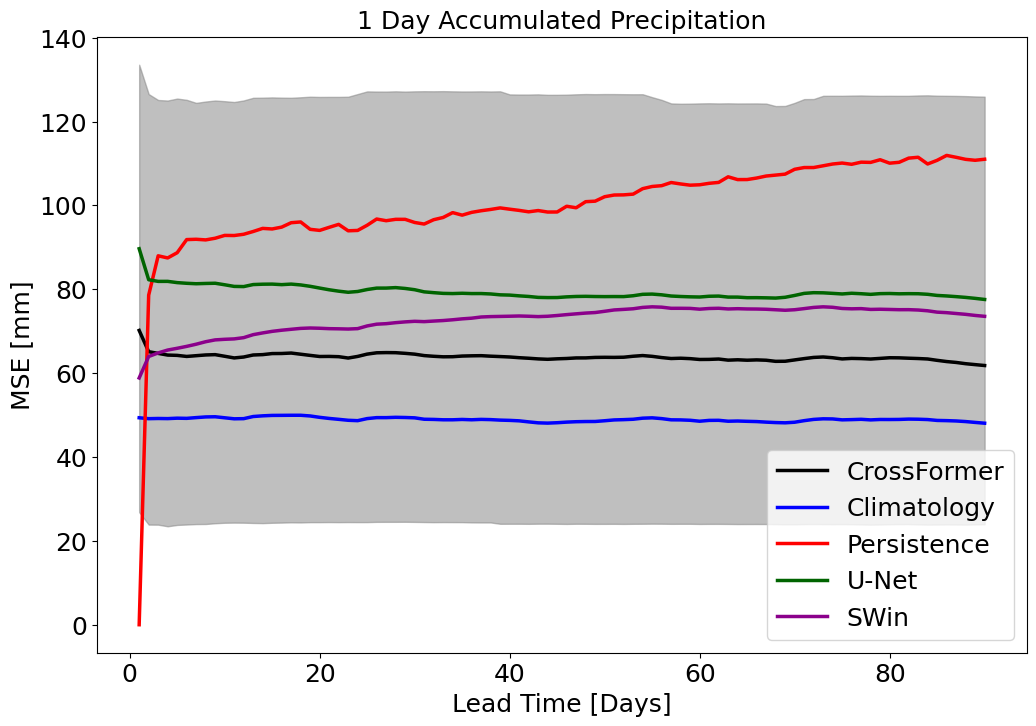 1 Day Accumulated Precipitation
MSE [mm]
140
120
100
80
60
40
20
0
0 20 40 60 80
Lead Time [Days]
CrossFormer
Climatology
Persistence
U-Net
SWin